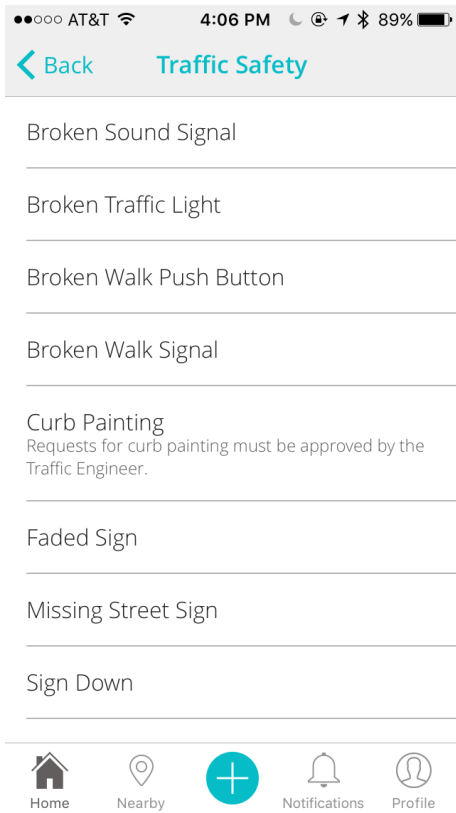 AT&T 4:06 PM 89%
Back Traffic Safety
Broken Sound Signal
Broken Traffic Light
Broken Walk Push Button
Broken Walk Signal
Curb Painting
Requests for curb painting must be approved by the
Traffic Engineer.
Faded Sign
Missing Street Sign
Sign Down
Home Nearby Notifications Profile